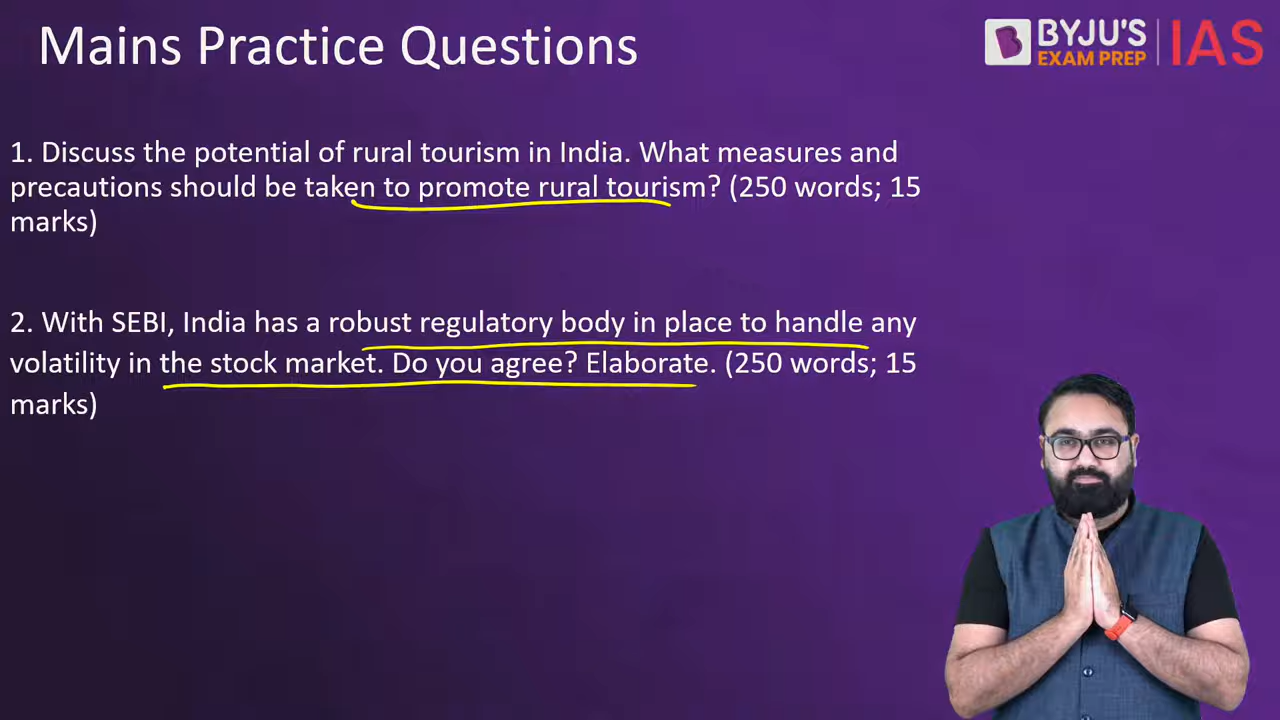 Mains Practice Questions
BYJU'S
EXAM PREP
IAS
1. Discuss the potential of rural tourism in India. What measures and
precautions should be taken to promote rural tourism? (250 words; 15
marks)
2. With SEBI, India has a robust regulatory body in place to handle any
volatility in the stock market. Do you agree? Elaborate. (250 words; 15
marks)